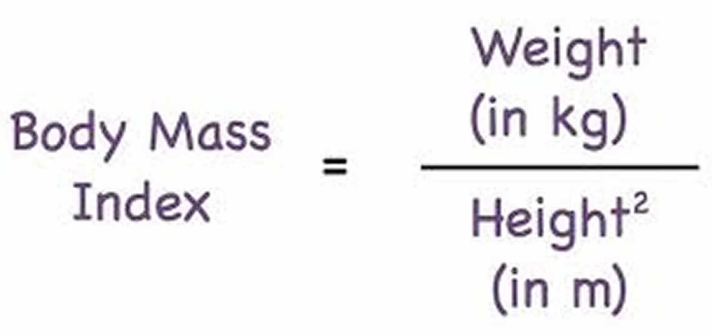 Body Mass
Index
=
Weight
(in kg)
Height²
(in m)